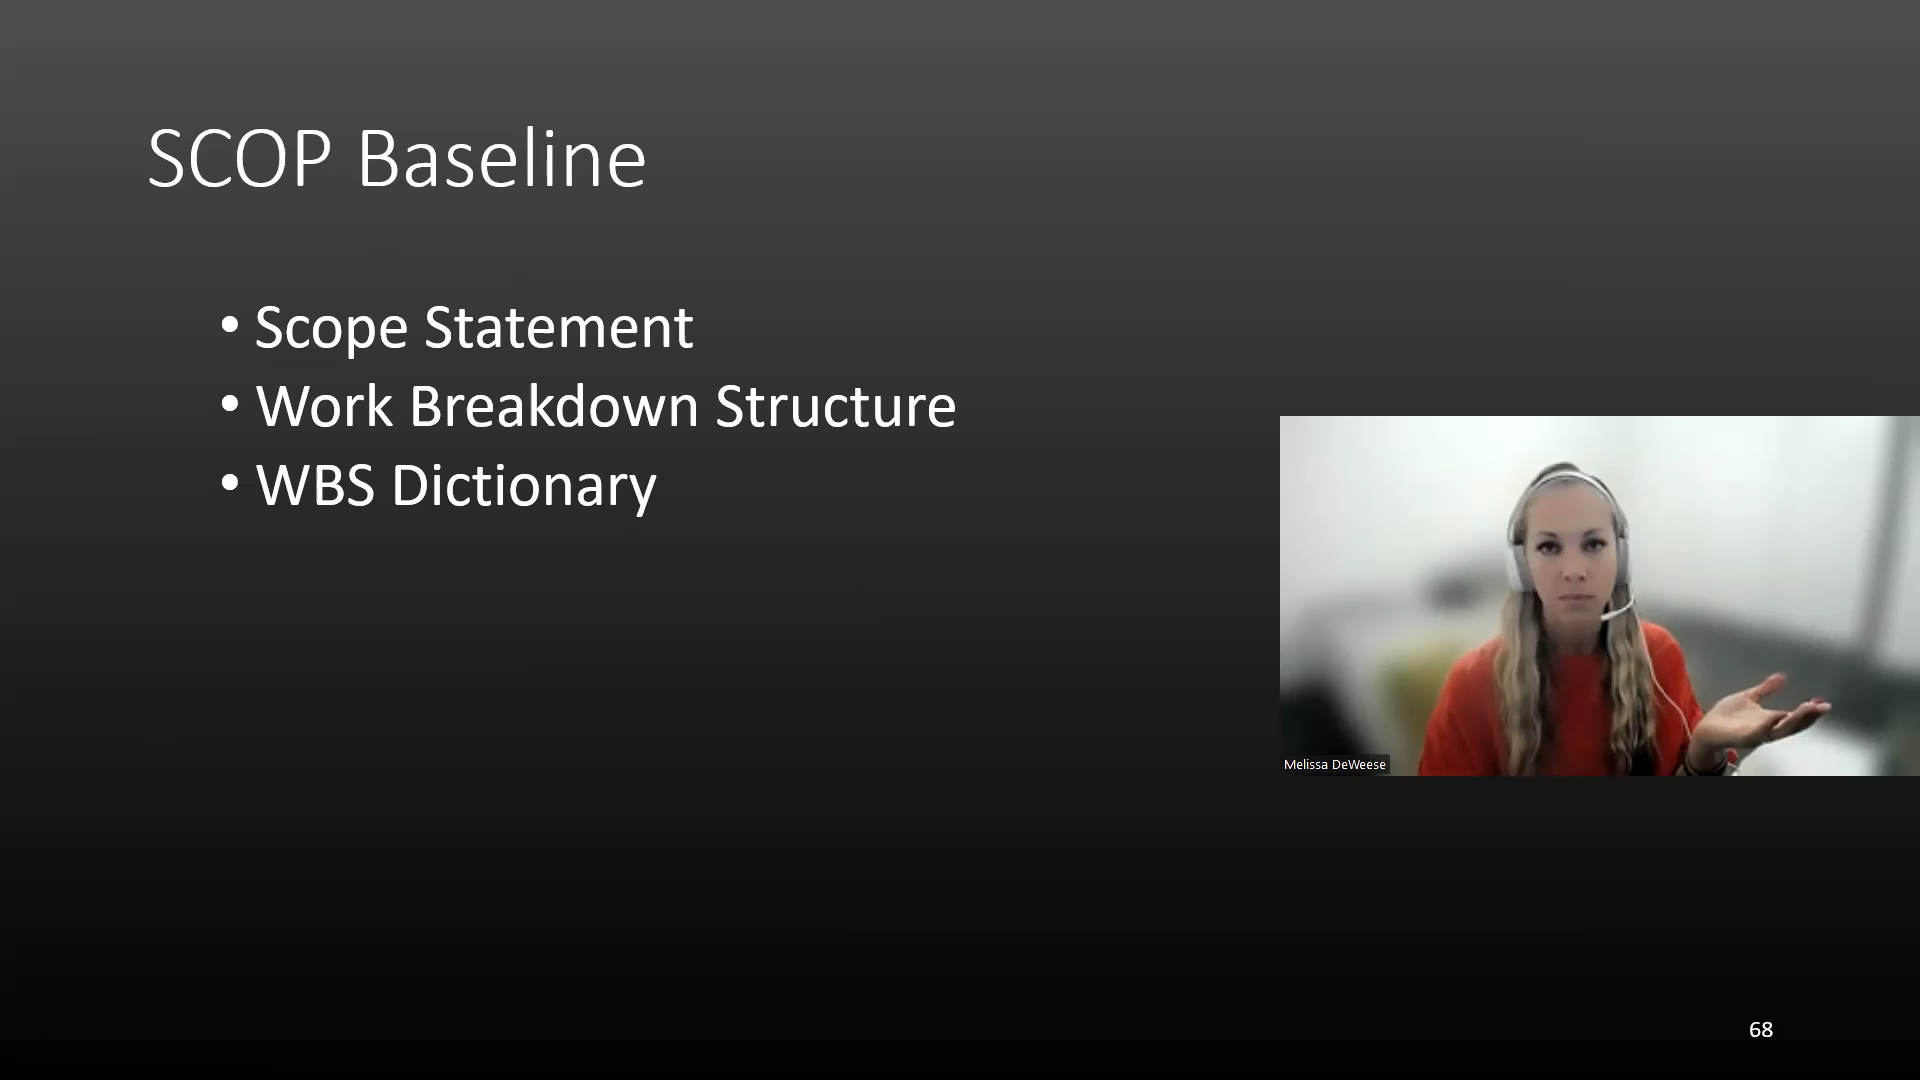 SCOP Baseline
• Scope Statement
• Work Breakdown Structure
• WBS Dictionary
Melissa DeWeese
68